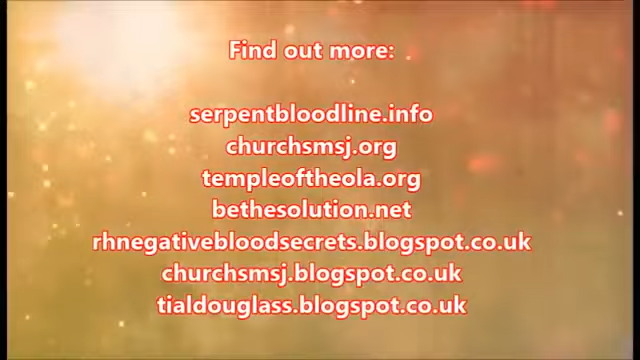 Find out more:
serpentbloodline.info
churchsmsj.org
templeoftheola.org
bethesolution.net
rhnegativebloodsecrets.blogspot.co.uk
churchsmsj.blogspot.co.uk
tialdouglass.blogspot.co.uk